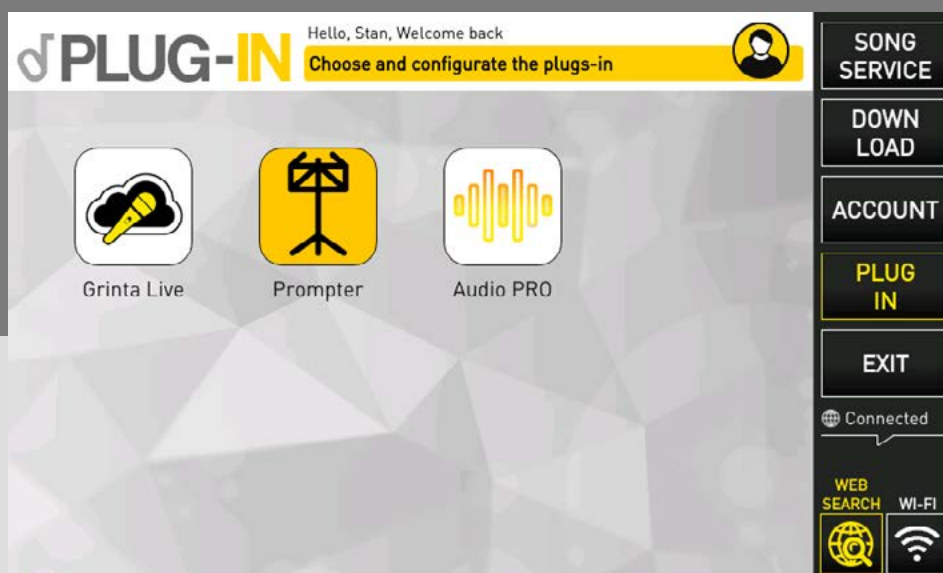 dPLUG-IN
Hello, Stan, Welcome back
Choose and configurate the plugs-in
Grinta Live
Prompter
Audio PRO
SONG
SERVICE
DOWN
LOAD
ACCOUNT
PLUG
IN
EXIT
Connected
WEB
SEARCH
WI-FI